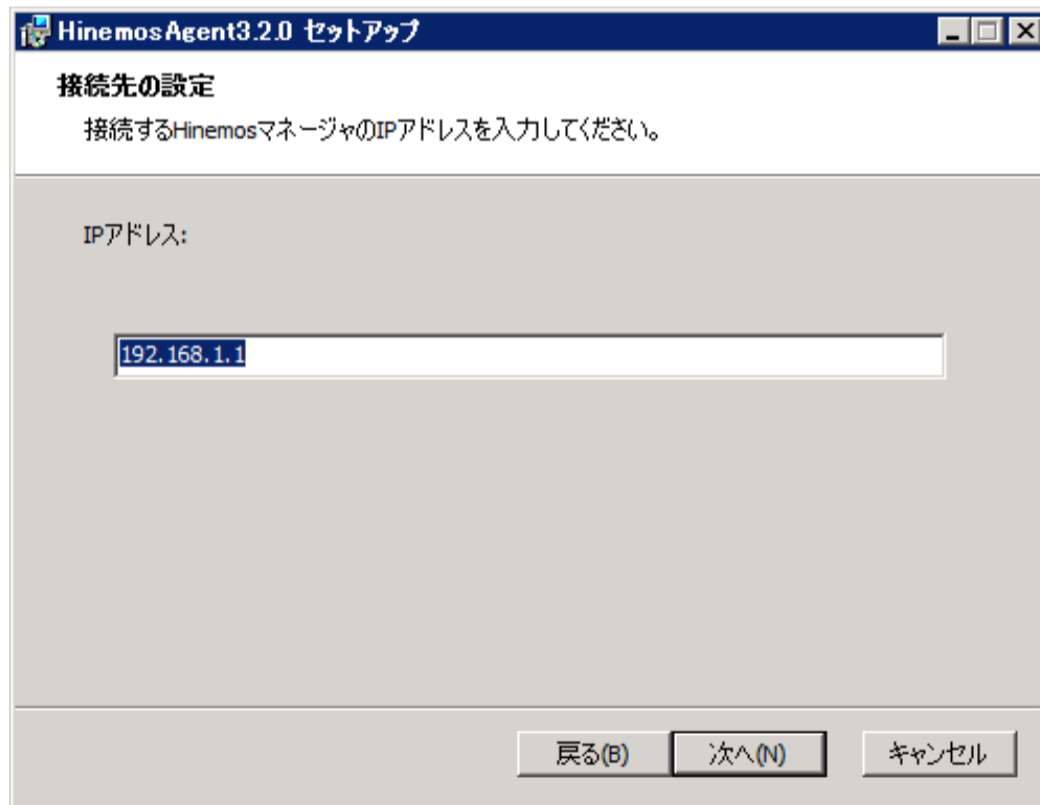 HinemosAgent3.2.0 セットアップ
接続先の設定
接続するHinemosマネージャのIPアドレスを入力してください。
IPアドレス:
192.168.1.1
戻る(B) 次へ(N) キャンセル